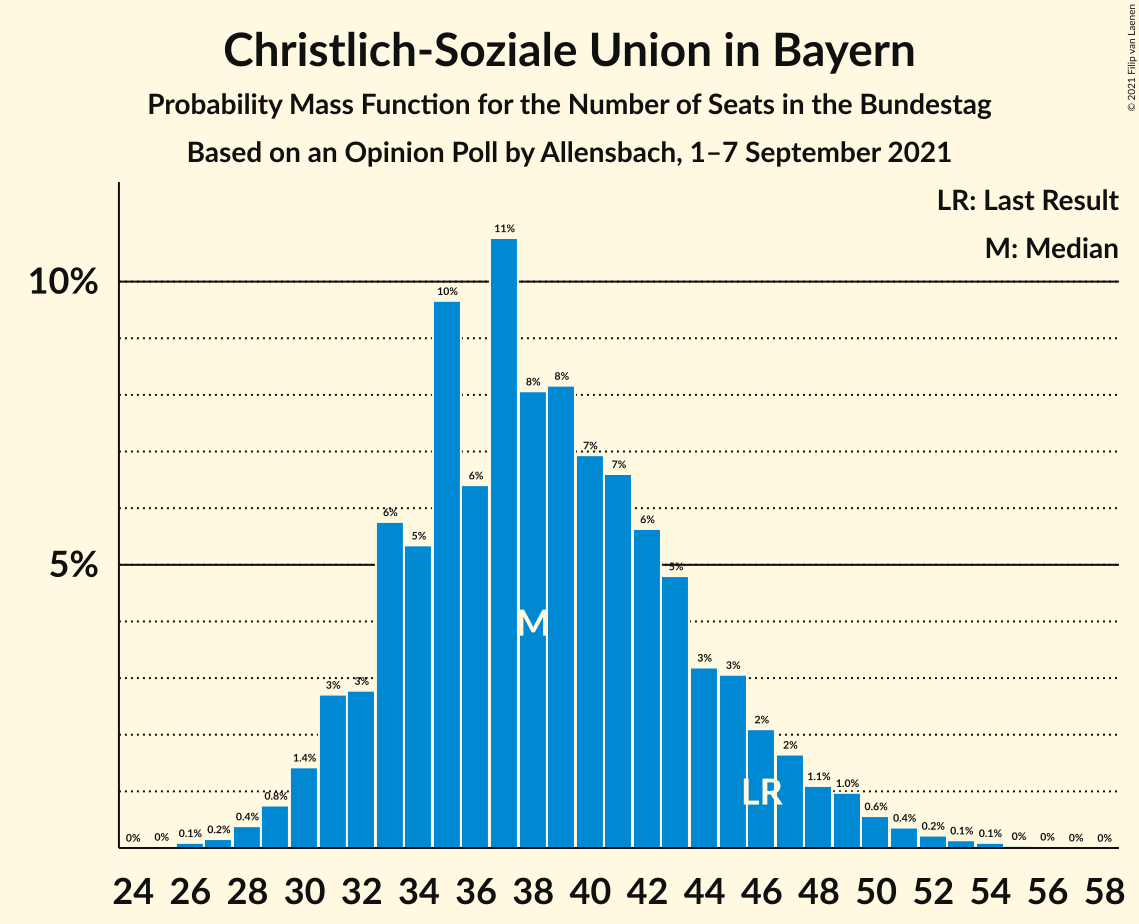 Christlich-Soziale Union in Bayern
Probability Mass Function for the Number of Seats in the Bundestag
Based on an Opinion Poll by Allensbach, 1–7 September 2021
© 2021 Filip van Laenen
LR: Last Result
M: Median
10%
5%
0% 0% 0.1% 0.2% 0.4% 0.8% 1.4% 3% 3% 6% 5% 10% 6% 11% 8% 8% 7% 7% 6% 5% 3% 3% 2% 2% 1.1% 1.0% 0.6% 0.4% 0.2% 0.1% 0.1% 0% 0% 0% 0%
M
LR
24 26 28 30 32 34 36 38 40 42 44 46 48 50 52 54 56 58